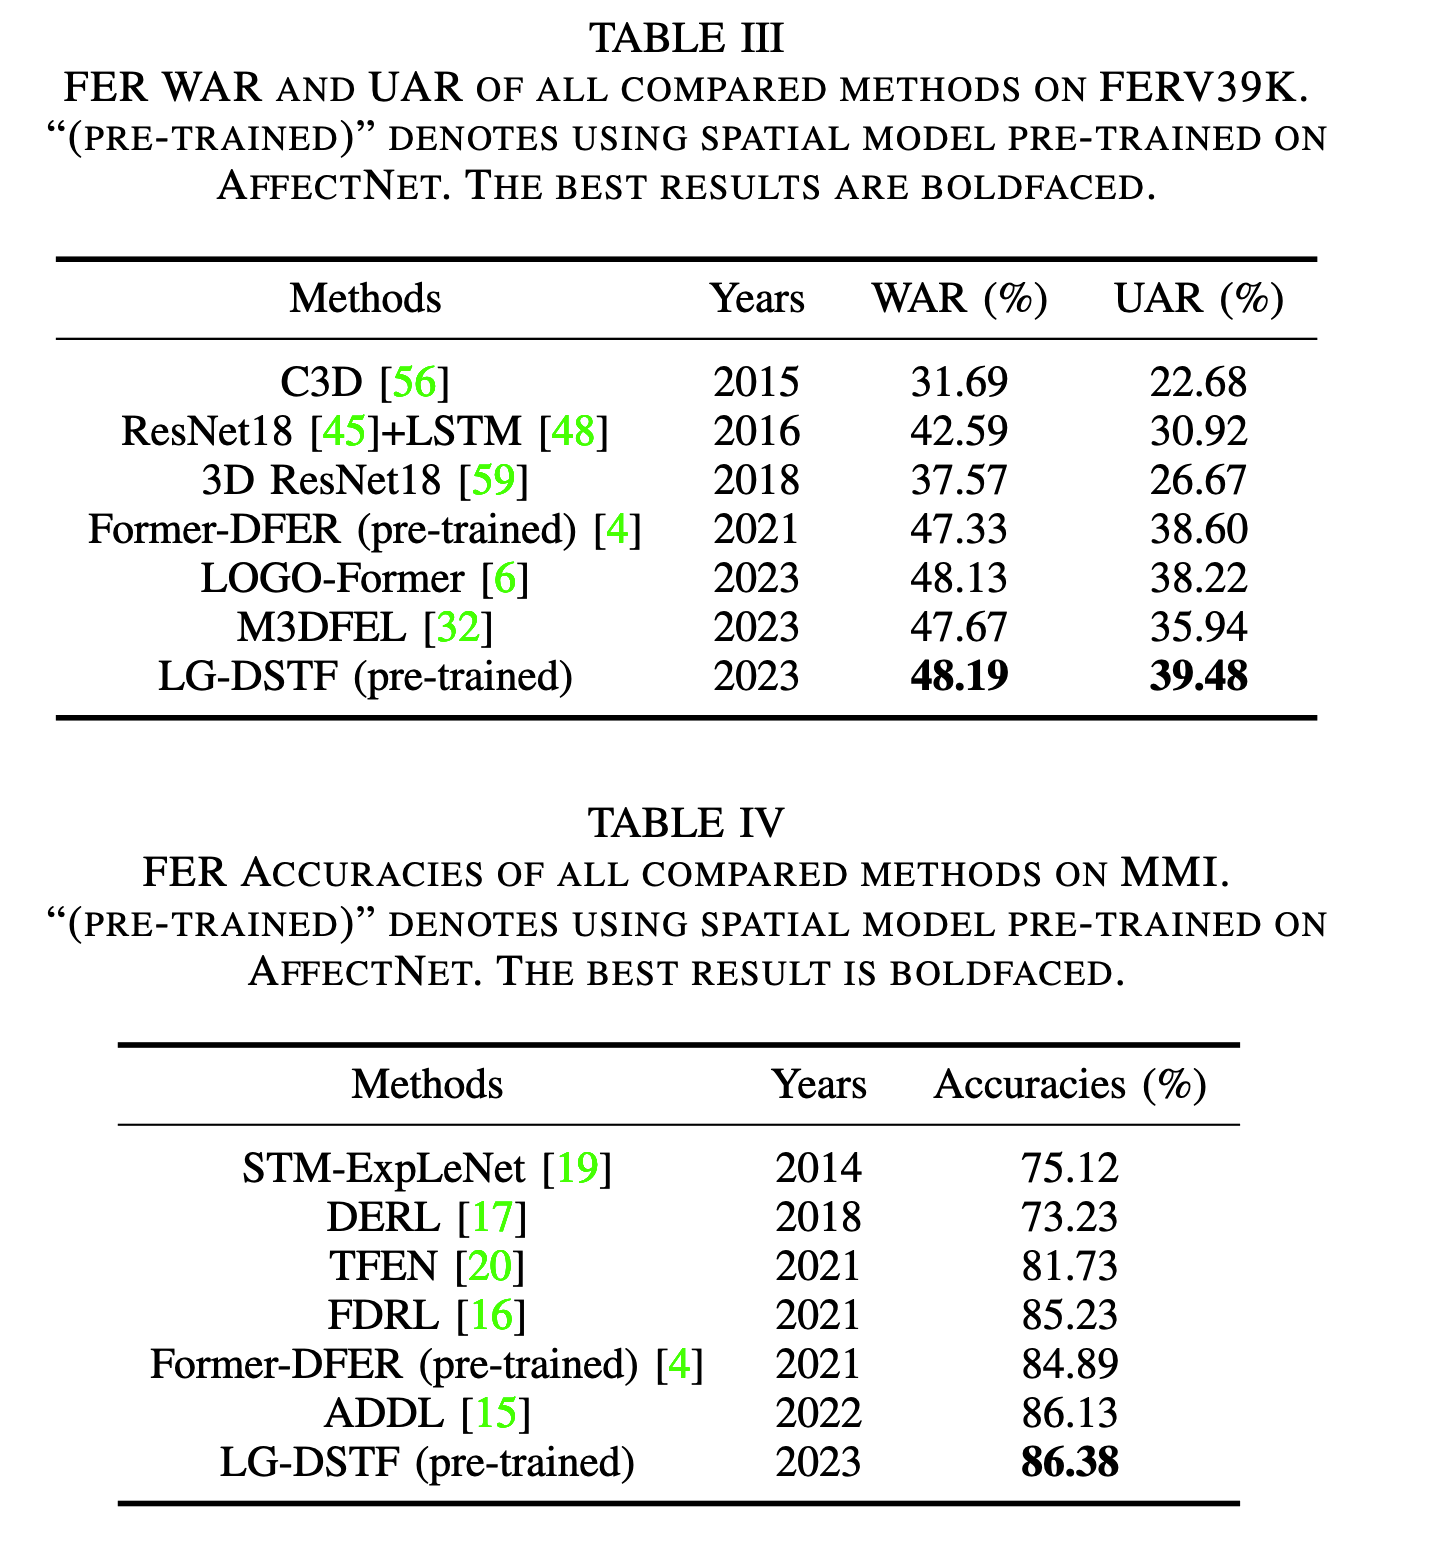 TABLE III
FER WAR AND UAR OF ALL COMPARED METHODS ON FERV39K.
“(PRE-TRAINED)” DENOTES USING SPATIAL MODEL PRE-TRAINED ON
AFFECTNET. THE BEST RESULTS ARE BOLDFACED.
Methods Years WAR (%) UAR (%)
C3D [56] 2015 31.69 22.68
ResNet18 [45]+LSTM [48] 2016 42.59 30.92
3D ResNet18 [59] 2018 37.57 26.67
Former-DFER (pre-trained) [4] 2021 47.33 38.60
LOGO-Former [6] 2023 48.13 38.22
M3DFEL [32] 2023 47.67 35.94
LG-DSTF (pre-trained) 2023 48.19 39.48
TABLE IV
FER ACCURACIES OF ALL COMPARED METHODS ON MMI.
“(PRE-TRAINED)” DENOTES USING SPATIAL MODEL PRE-TRAINED ON
AFFECTNET. THE BEST RESULT IS BOLDFACED.
Methods Years Accuracies (%)
STM-ExpLeNet [19] 2014 75.12
DERL [17] 2018 73.23
TFEN [20] 2021 81.73
FDRL [16] 2021 85.23
Former-DFER (pre-trained) [4] 2021 84.89
ADDL [15] 2022 86.13
LG-DSTF (pre-trained) 2023 86.38